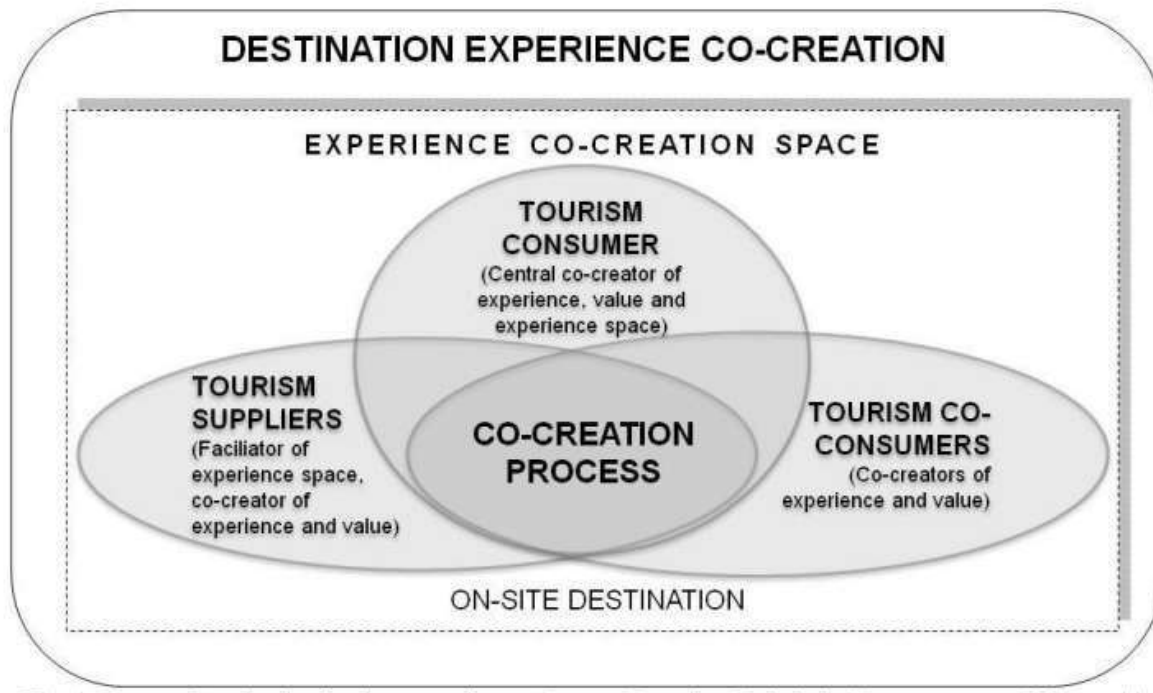 DESTINATION EXPERIENCE CO-CREATION
EXPERIENCE CO-CREATION SPACE
TOURISM
CONSUMER
(Central co-creator of
experience, value and
experience space)
TOURISM
SUPPLIERS
(Faciliator of
experience space,
co-creator of
experience and value)
CO-CREATION
PROCESS
TOURISM CO-
CONSUMERS
(Co-creators of
experience and value)
ON-SITE DESTINATION